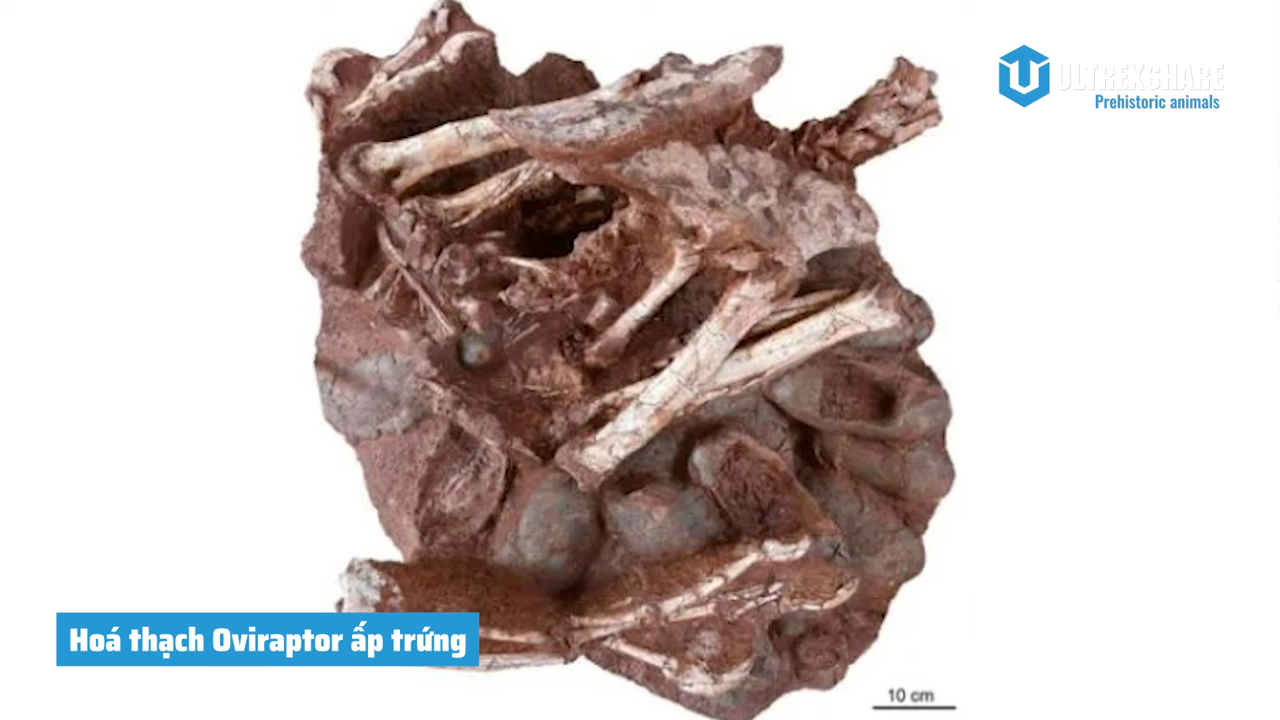 ULTREXSHARE
Prehistoric animals
Hoá thạch Oviraptor ấp trứng
10 cm